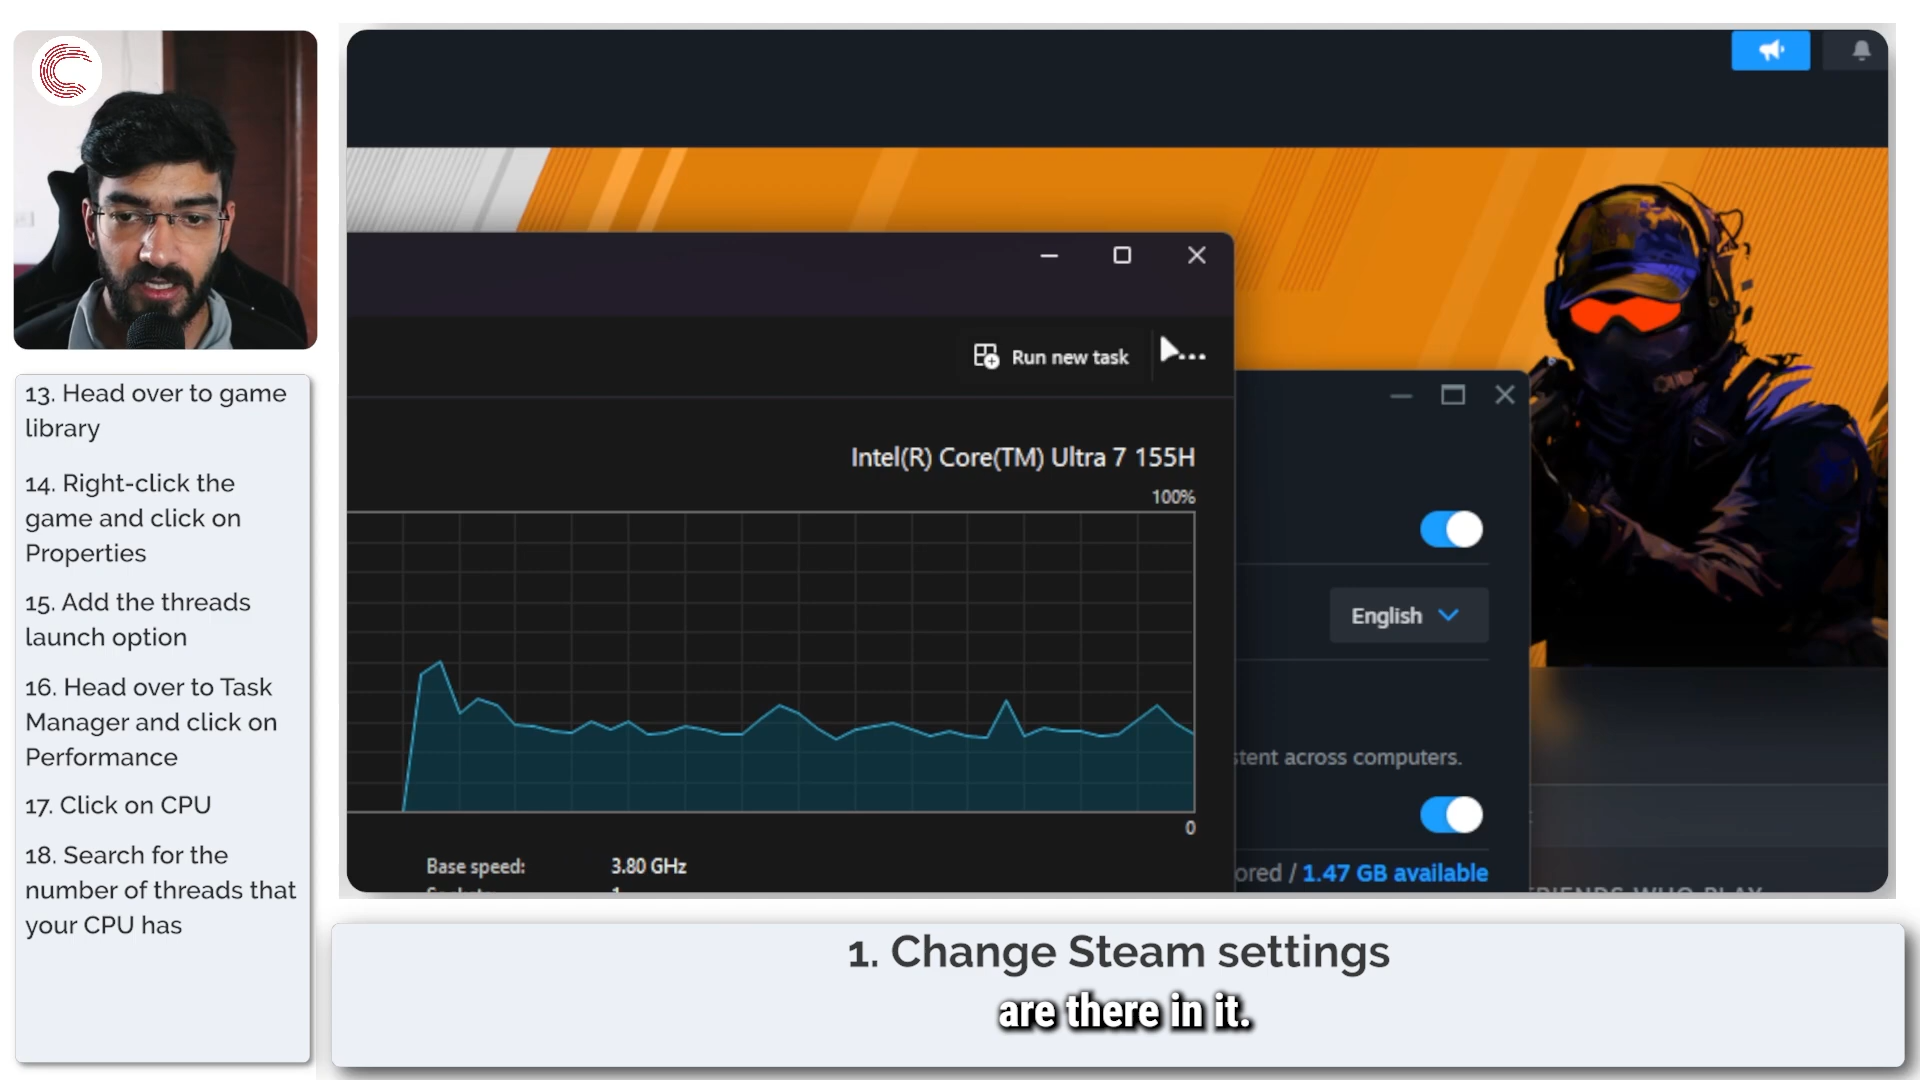 13. Head over to game
library
14. Right-click the
game and click on
Properties
15. Add the threads
launch option
16. Head over to Task
Manager and click on
Performance
17. Click on CPU
18. Search for the
number of threads that
your CPU has
Run new task
Intel(R) Core(TM) Ultra 7 155H
100%
0
Base speed: 3.80 GHz
English
stent across computers.
ored / 1.47 GB available
FRIENDS WHO PLAY
1. Change Steam settings
are there in it.